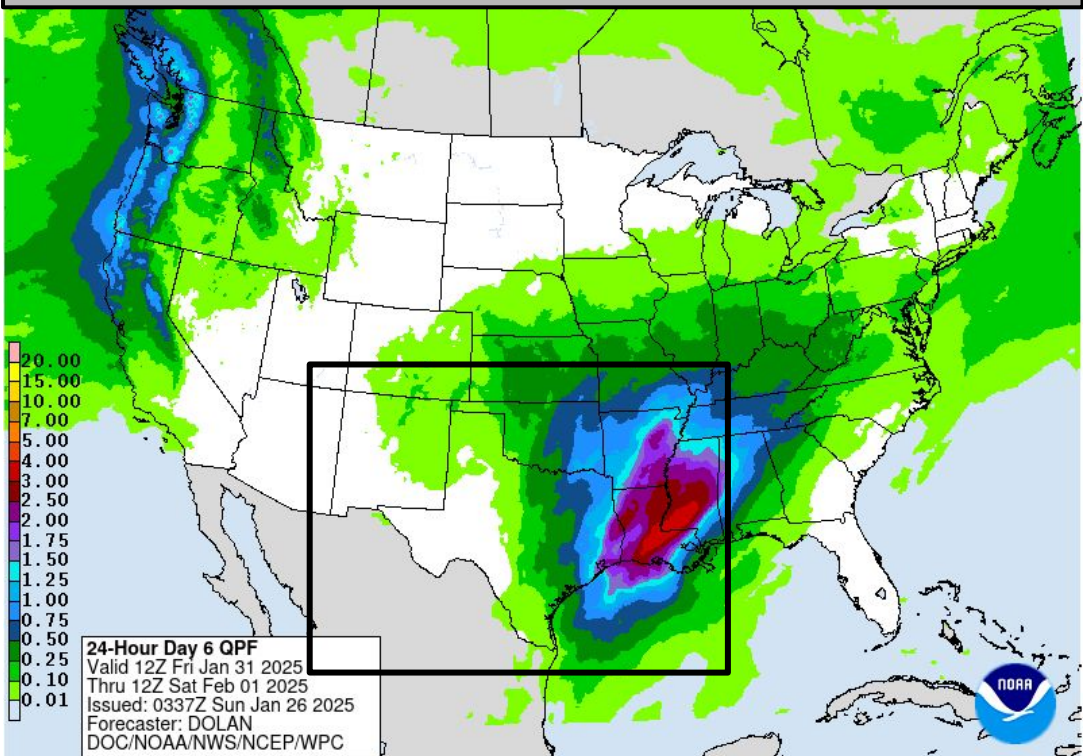 20.00
15.00
10.00
7.00
5.00
4.00
3.00
2.50
2.00
1.75
1.50
1.25
1.00
0.75
0.50
0.25
0.10
0.01
24-Hour Day 6 QPF
Valid 12Z Fri Jan 31 2025
Thru 12Z Sat Feb 01 2025
Issued: 0337Z Sun Jan 26 2025
Forecaster: DOLAN
DOC/NOAA/NWS/NCEP/WPC
NOAA